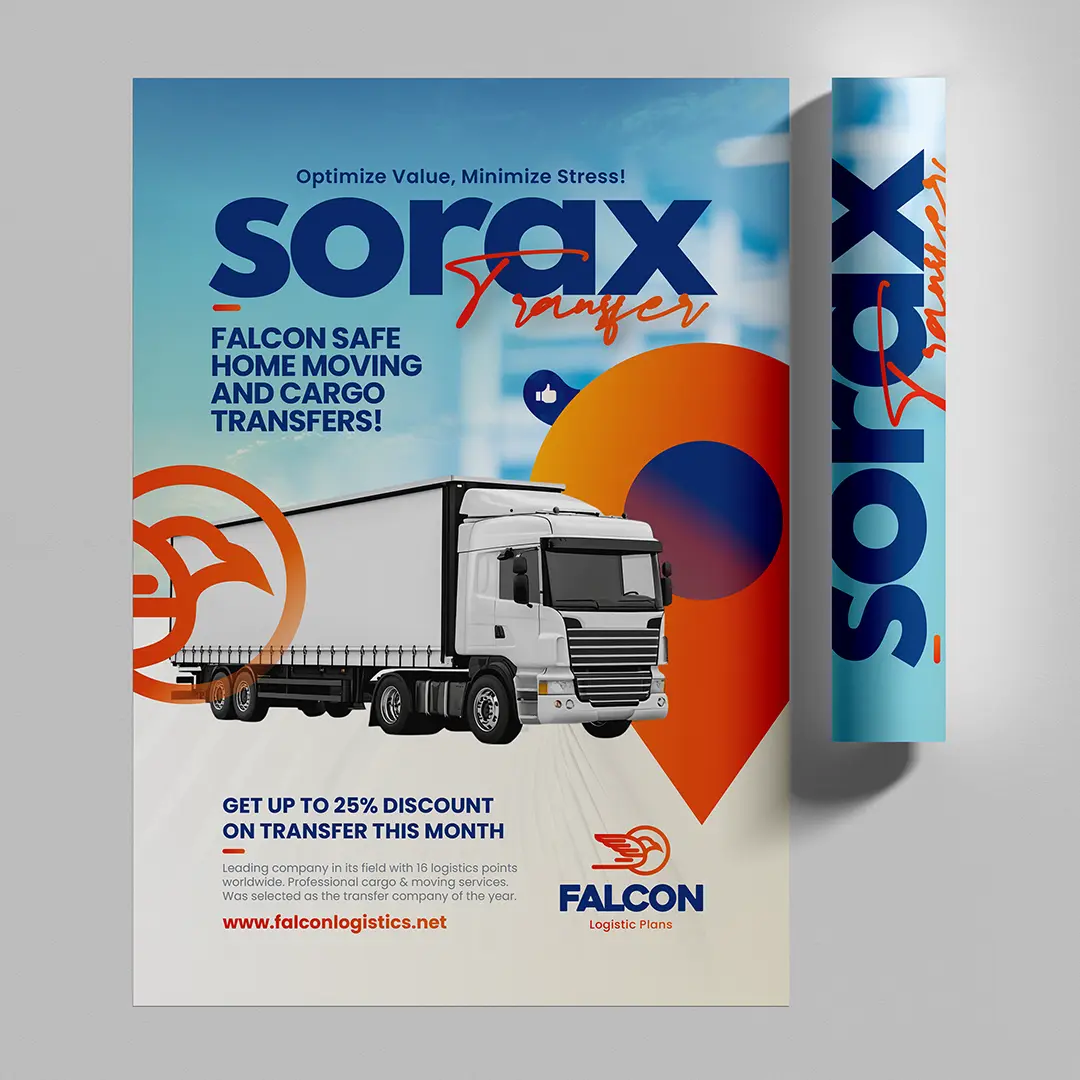 Optimize Value, Minimize Stress!
sorax
Transfer
FALCON SAFE
HOME MOVING
AND CARGO
TRANSFERS!
GET UP TO 25% DISCOUNT
ON TRANSFER THIS MONTH
Leading company in its field with 16 logistics points
worldwide. Professional cargo & moving services.
Was selected as the transfer company of the year.
www.falconlogistics.net
FALCON
Logistic Plans
sorax
Transfer